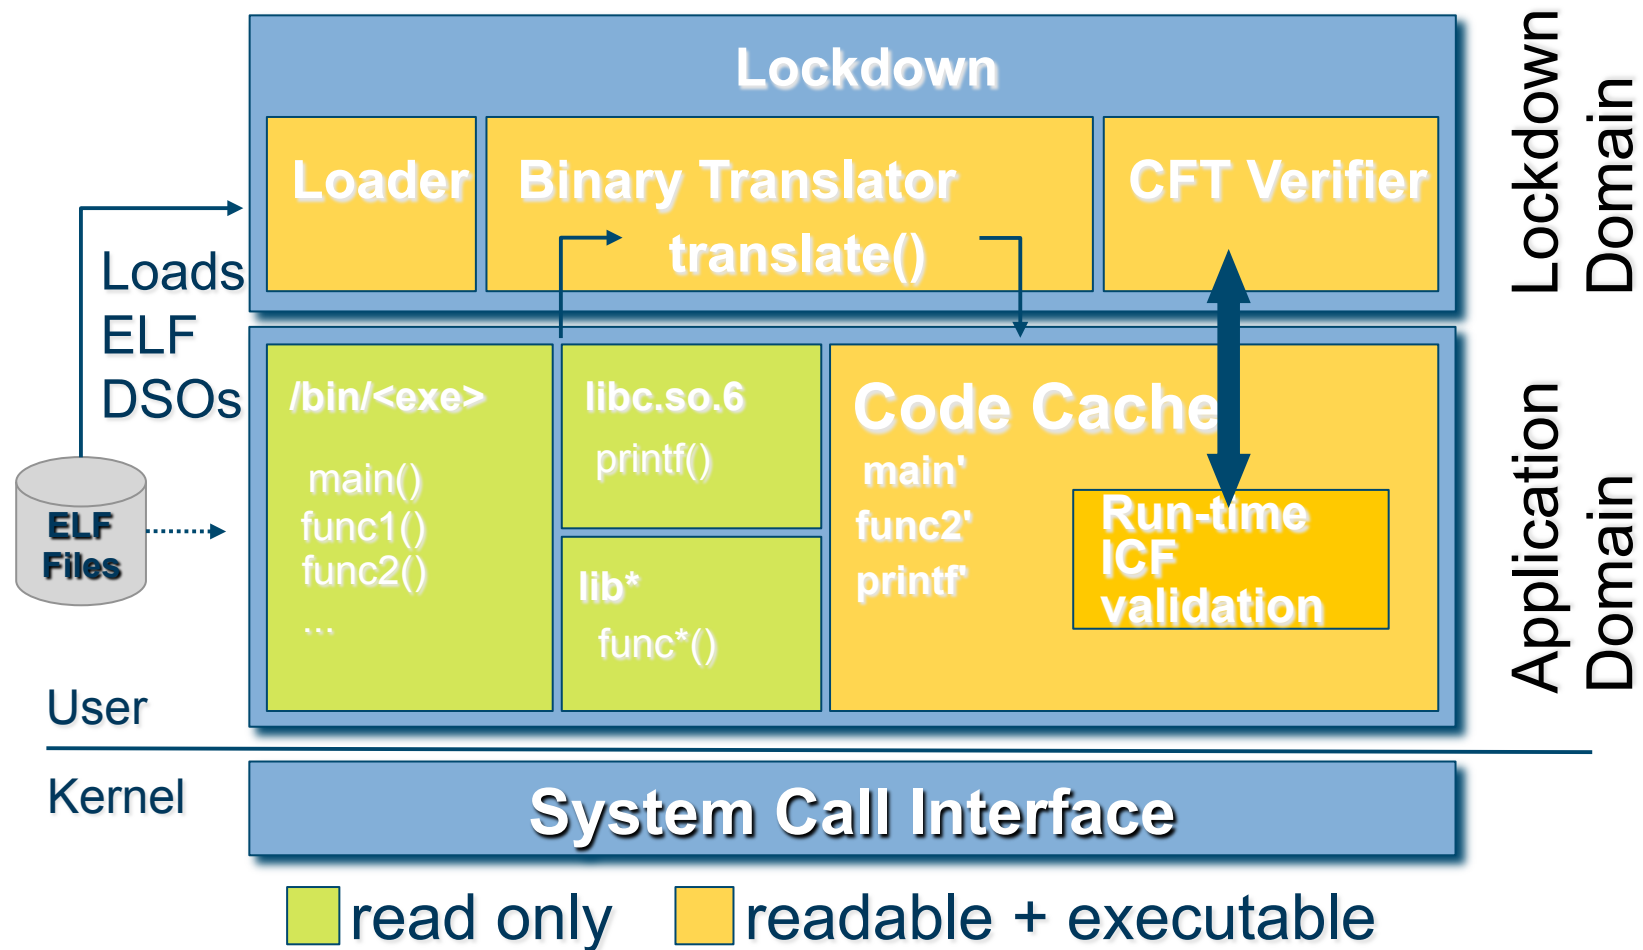 Lockdown
Loader
Binary Translator
translate()
CFT Verifier
Lockdown
Domain
Loads
ELF
DSOs
ELF
Files
/bin/<exe>
main()
func1()
func2()
...
libc.so.6
printf()
lib*
func*()
Code Cache
main'
func2'
printf'
Run-time
ICF
validation
Application
Domain
User
Kernel
System Call Interface
read only
readable + executable